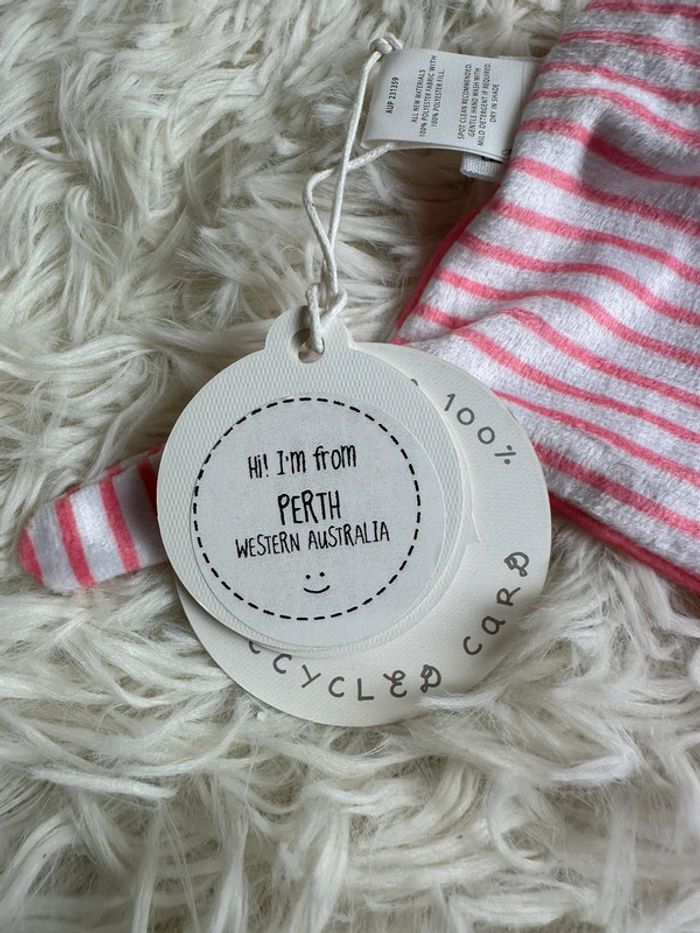 AUP 231359
ALL NEW MATERIALS
100% POLYESTER FABRIC WITH
100% POLYESTER FILL.
SPOT CLEAN RECOMMENDED.
GENTLE HAND WASH WITH
MILD DETERGENT IF REQUIRED.
DRY IN SHADE
Hi! I'm from
PERTH
WESTERN AUSTRALIA
100%
CYCLED CARD